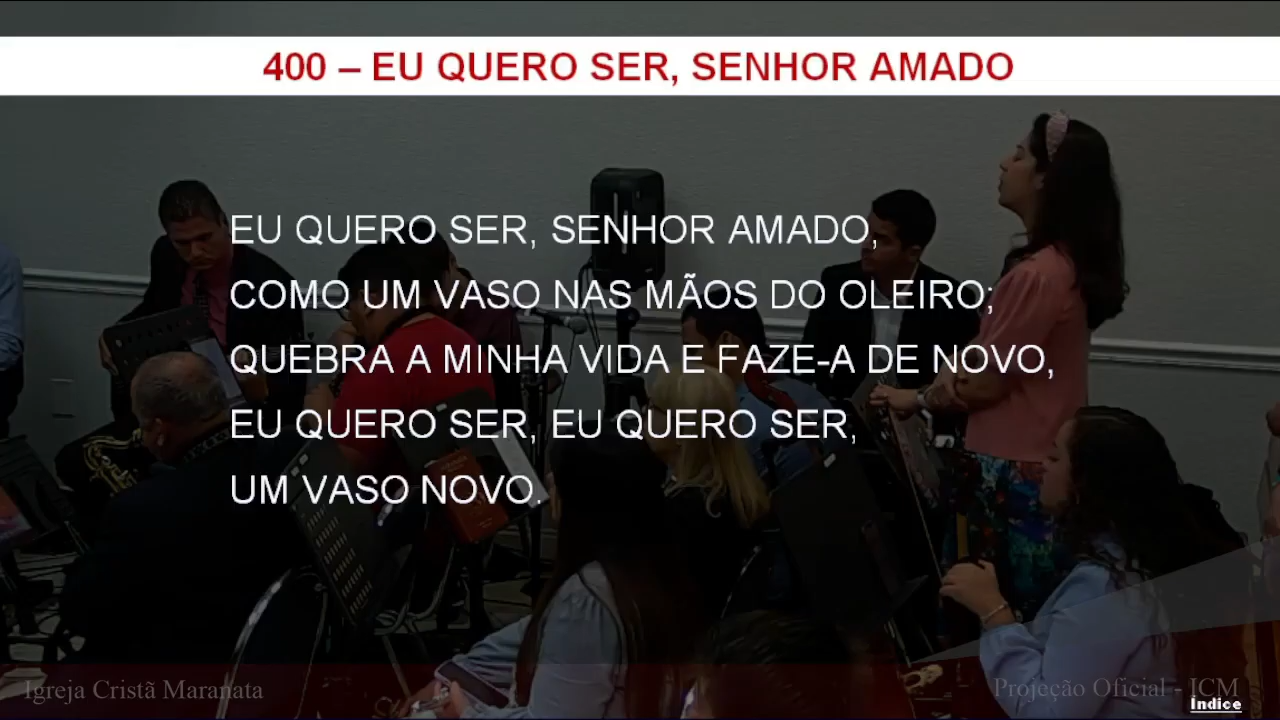 400 – EU QUERO SER, SENHOR AMADO
EU QUERO SER, SENHOR AMADO,
COMO UM VASO NAS MÃOS DO OLEIRO;
QUEBRA A MINHA VIDA E FAZE-A DE NOVO,
EU QUERO SER, EU QUERO SER,
UM VASO NOVO.
Igreja Cristã Maranata
Projeção Oficial - ICM
Índice